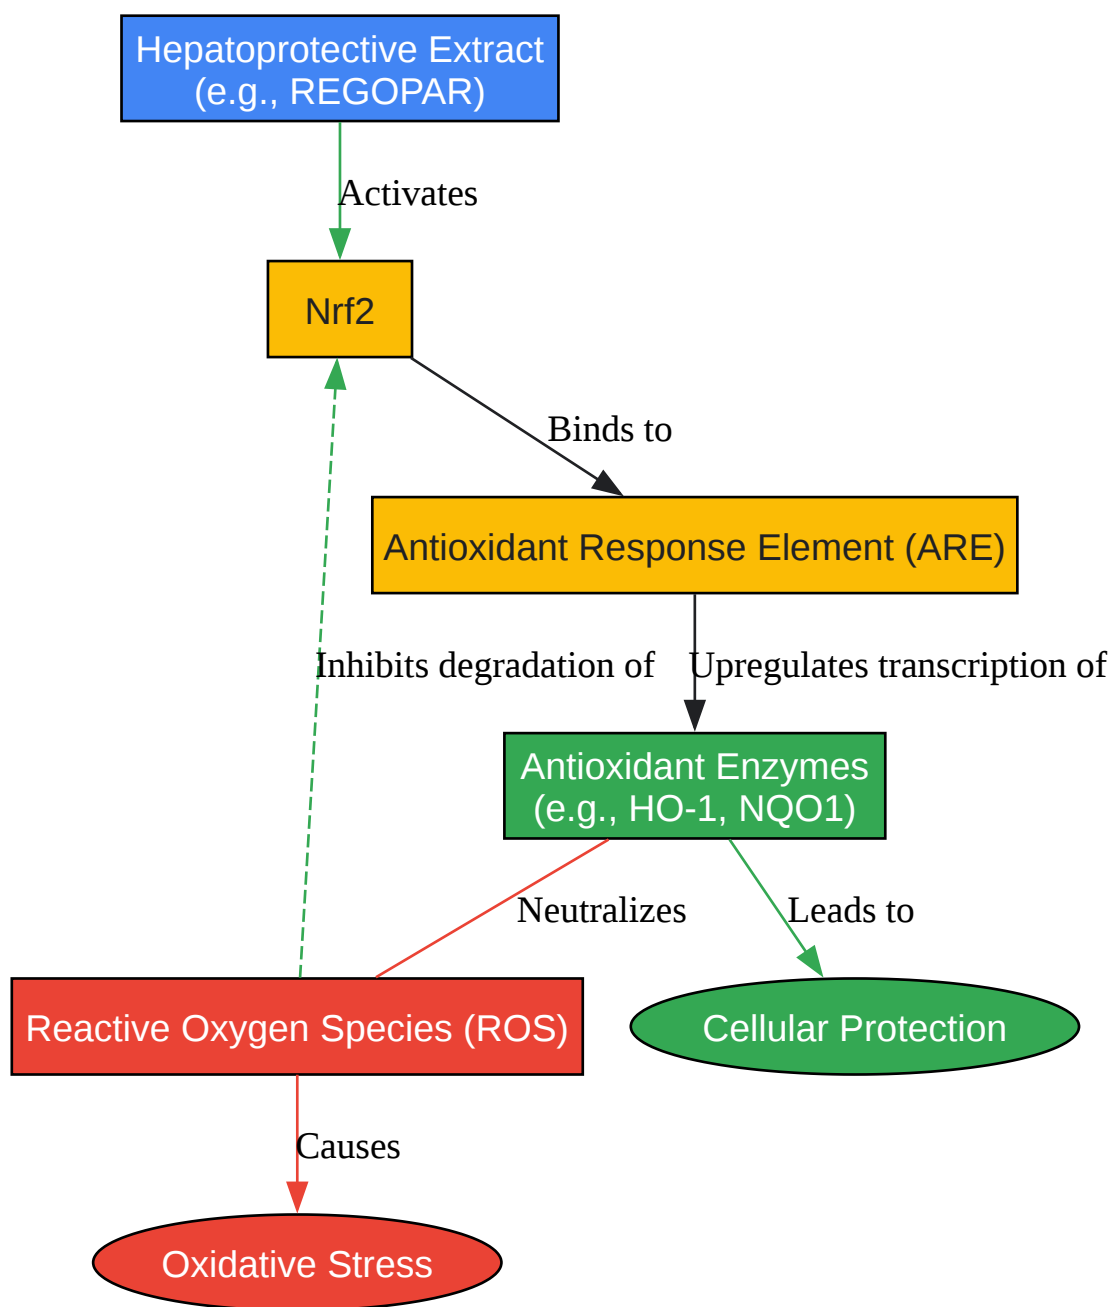 Hepatoprotective Extract
(e.g., REGOPAR)
Activates
Nrf2
Binds to
Antioxidant Response Element (ARE)
Inhibits degradation of
Upregulates transcription of
Antioxidant Enzymes
(e.g., HO-1, NQO1)
Neutralizes
Leads to
Reactive Oxygen Species (ROS)
Cellular Protection
Causes
Oxidative Stress